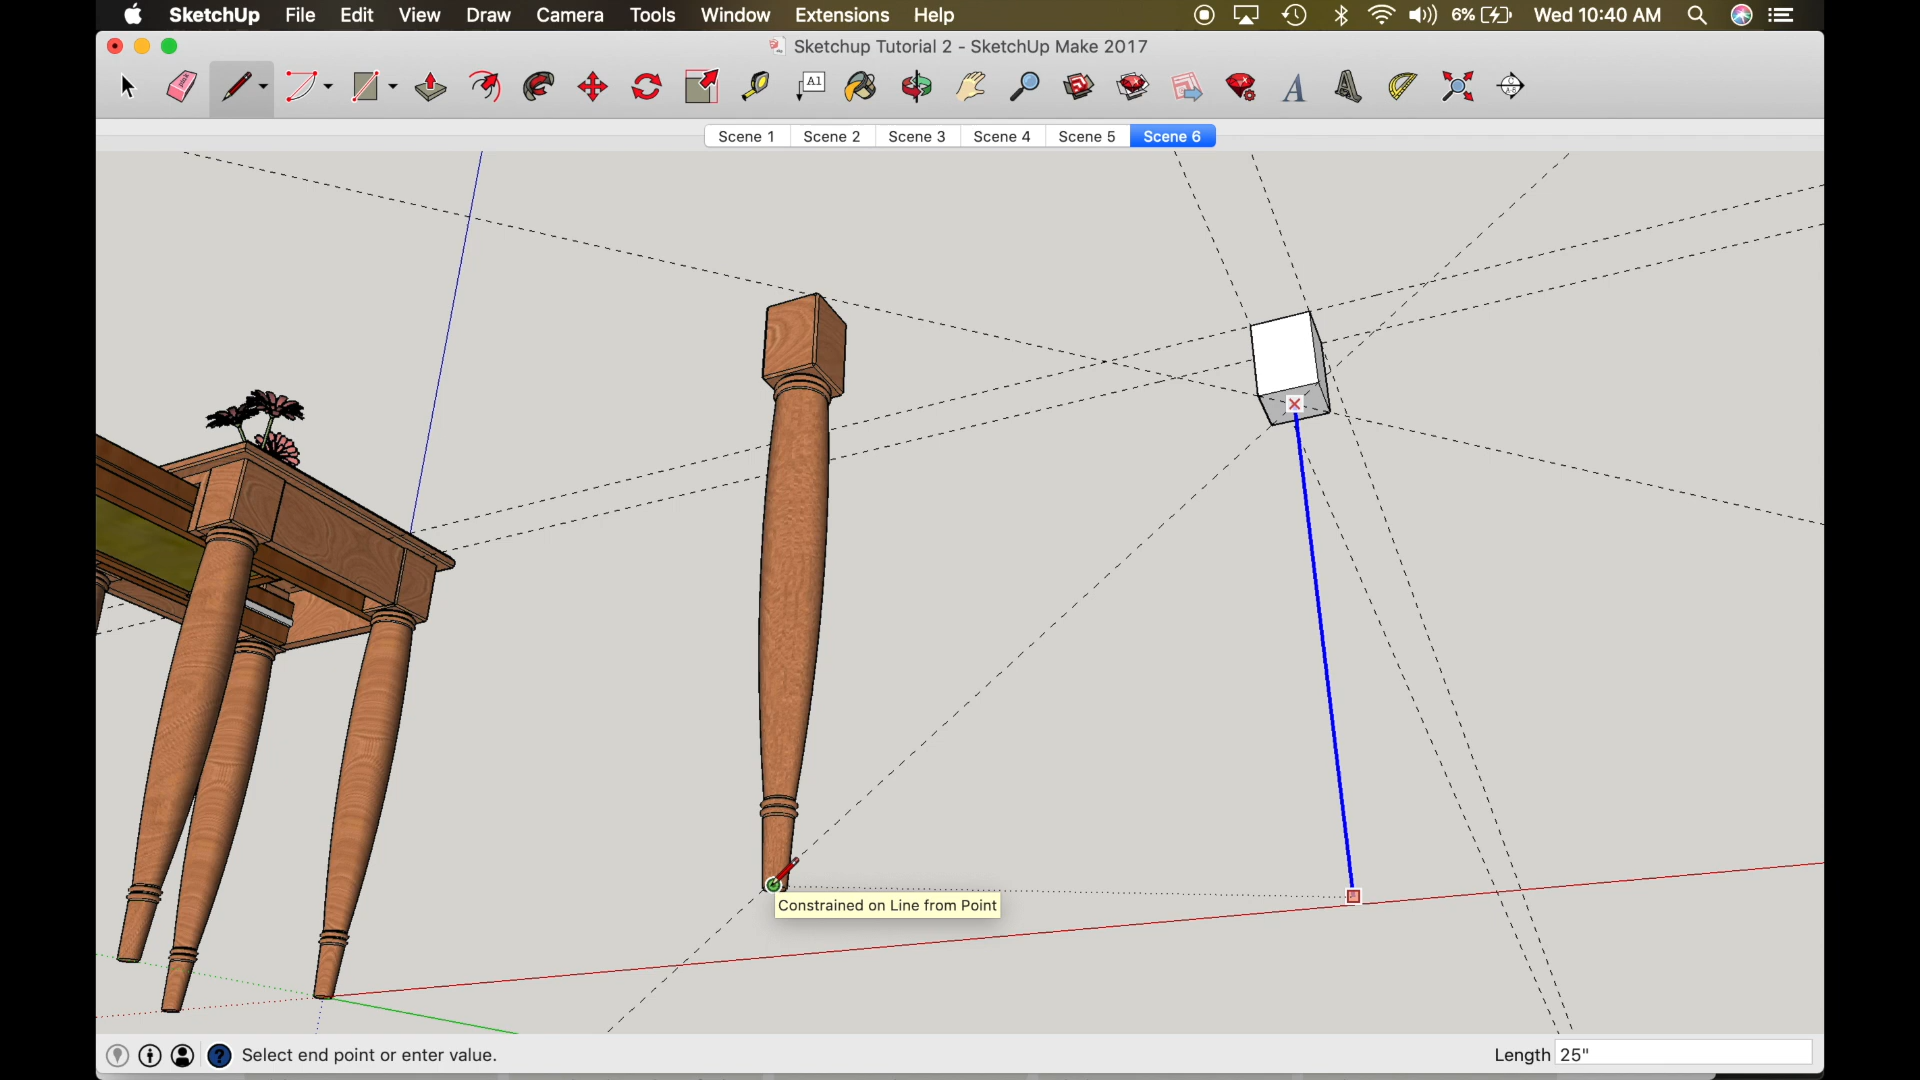 SketchUp File Edit View Draw Camera Tools Window Extensions Help 6% Wed 10:40 AM
Sketchup Tutorial 2 - SketchUp Make 2017
A1
A
Scene 1 Scene 2 Scene 3 Scene 4 Scene 5 Scene 6
Constrained on Line from Point
? Select end point or enter value. Length 25"